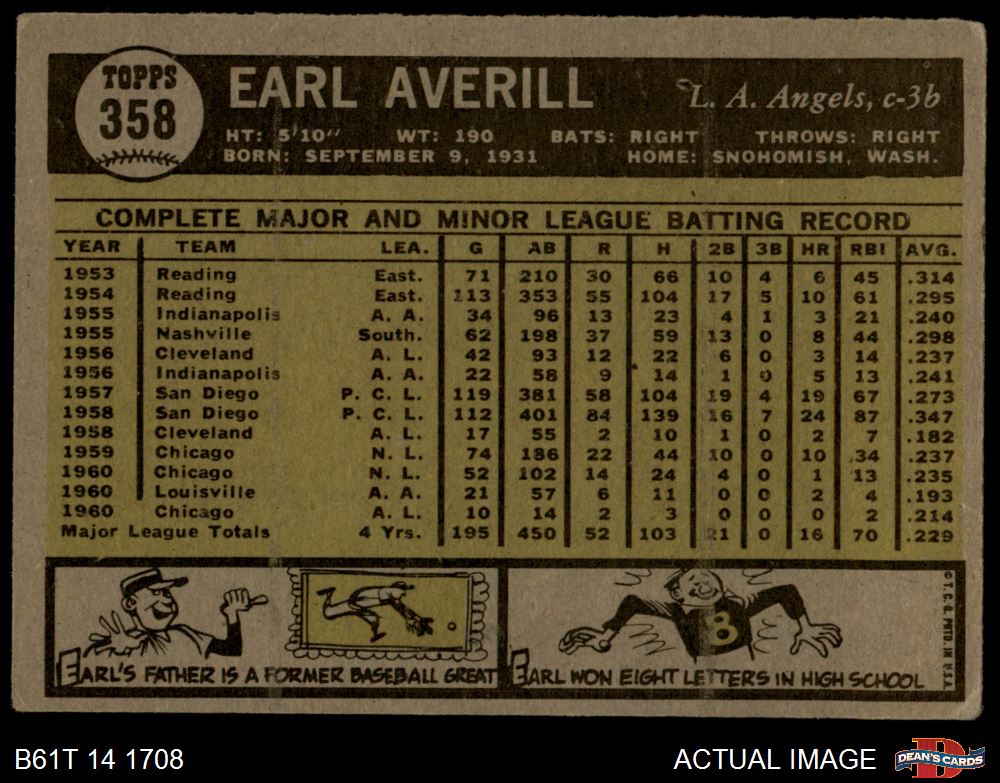 TOPPS
358
EARL AVERILL
L. A. Angels, c-3b
HT: 5'10" WT: 190 BATS: RIGHT THROWS: RIGHT
BORN: SEPTEMBER 9, 1931 HOME: SNOHOMISH, WASH.
COMPLETE MAJOR AND MINOR LEAGUE BATTING RECORD
YEAR TEAM LEA. G AB R H 2B 3B HR RBI AVG.
1953 Reading East. 71 210 30 66 10 4 6 45 .314
1954 Reading East. 113 353 55 104 17 5 10 61 .295
1955 Indianapolis A. A. 34 96 13 23 4 1 3 21 .240
1955 Nashville South. 62 198 37 59 13 0 8 44 .298
1956 Cleveland A. L. 42 93 12 22 6 0 3 14 .237
1956 Indianapolis A. A. 22 58 9 14 1 0 5 13 .241
1957 San Diego P. C. L. 119 381 58 104 19 4 19 67 .273
1958 San Diego P. C. L. 112 401 84 139 16 7 24 87 .347
1958 Cleveland A. L. 17 55 2 10 1 0 2 7 .182
1959 Chicago N. L. 74 186 22 44 10 0 10 34 .237
1960 Chicago N. L. 52 102 14 24 4 0 1 13 .235
1960 Louisville A. A. 21 57 6 11 0 0 2 4 .193
1960 Chicago A. L. 10 14 2 3 0 0 0 2 .214
Major League Totals 4 Yrs. 195 450 52 103 21 0 16 70 .229
EARL'S FATHER IS A FORMER BASEBALL GREAT
8
EARL WON EIGHT LETTERS IN HIGH SCHOOL
© T. C. G. PRTD. IN U.S.A.
B61T 14 1708
ACTUAL IMAGE
D
DEAN'S CARDS